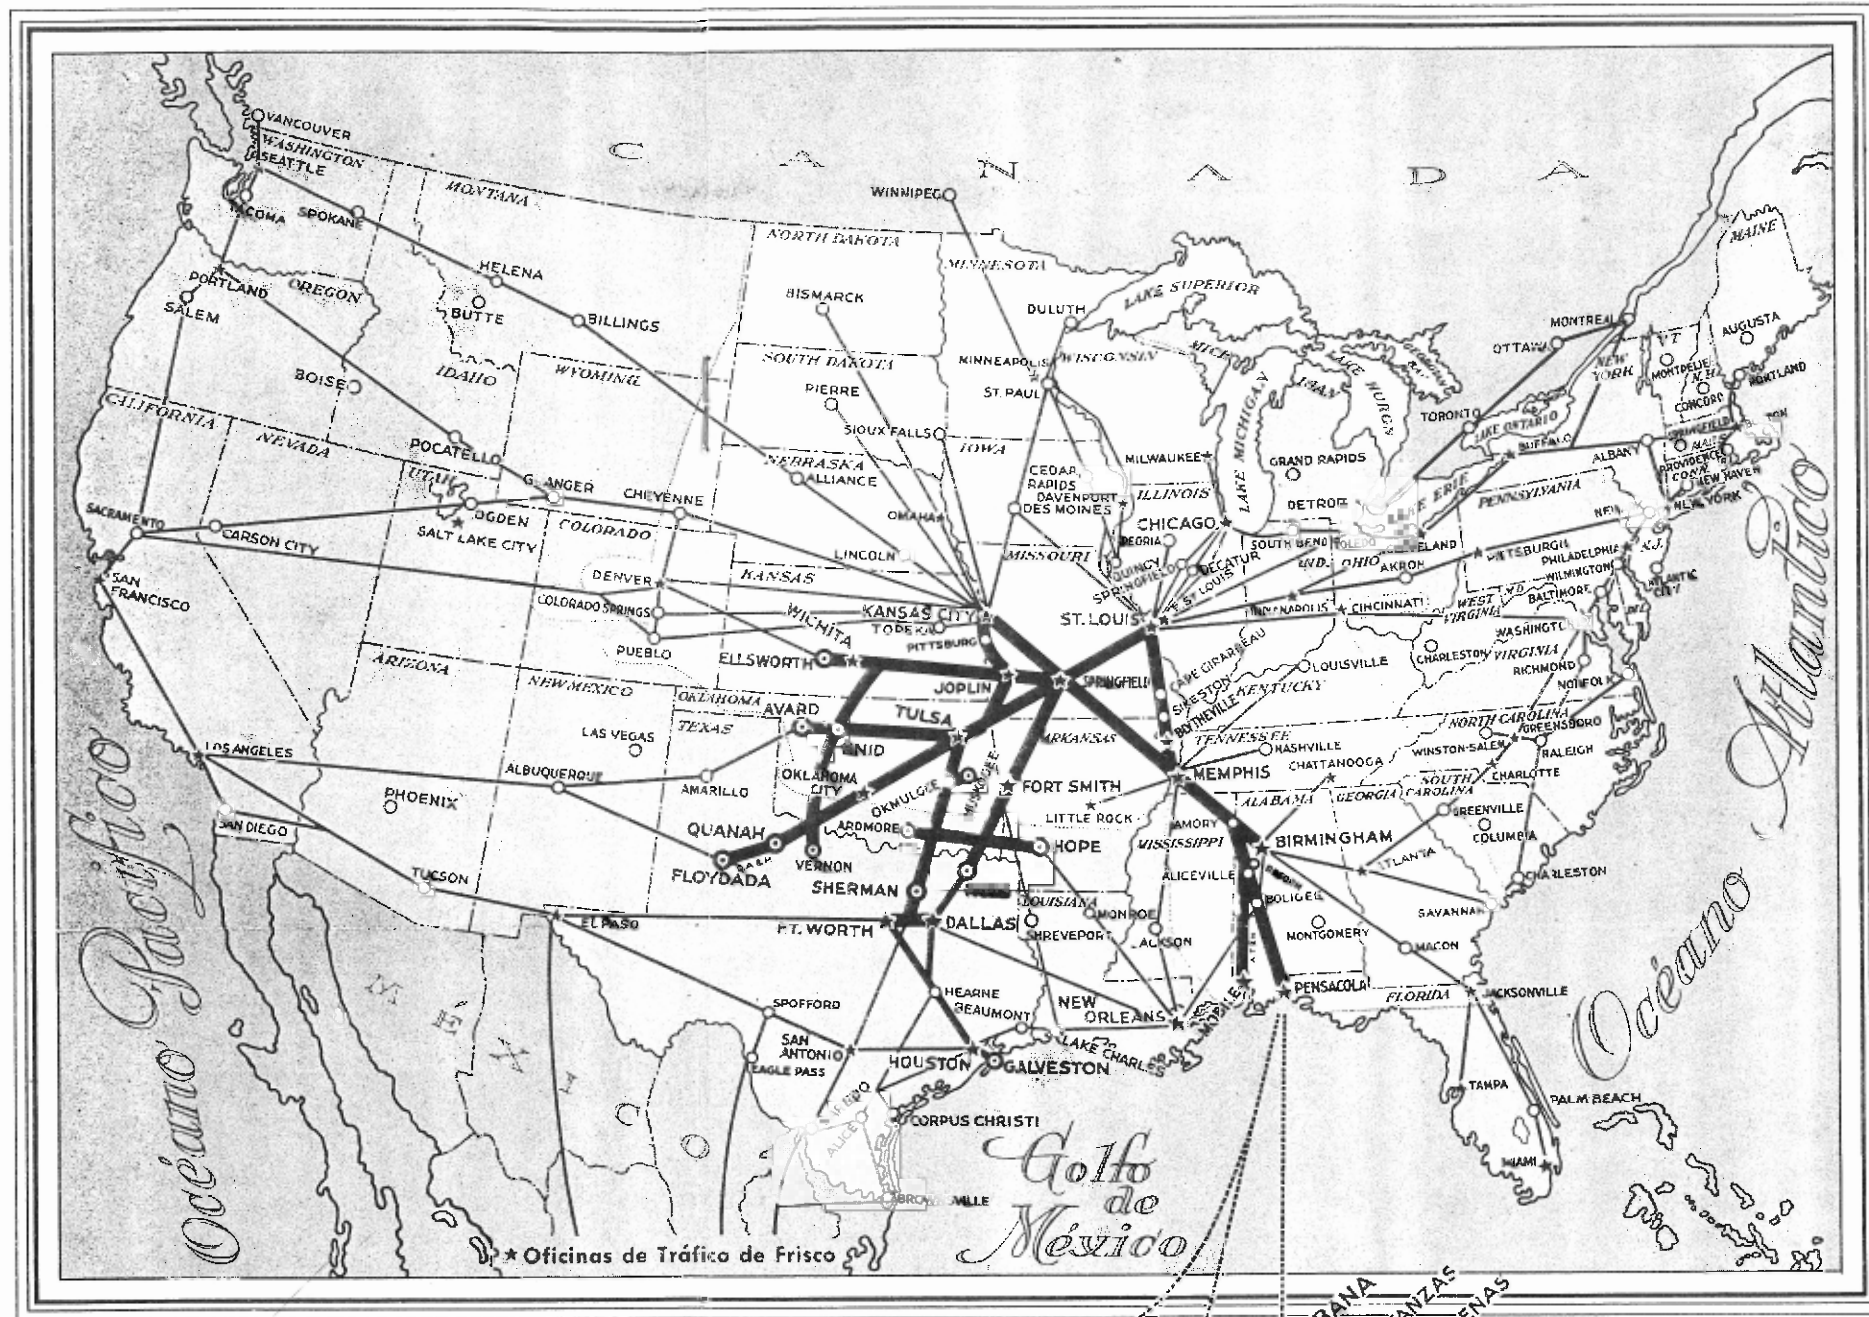 CANADA
VANCOUVER
WASHINGTON
SEATTLE
TACOMA
SPOKANE
MONTANA
WINNIPEG
NORTH DAKOTA
MINNESOTA
MAINE
PORTLAND
OREGON
SALEM
HELENA
BUTTE
BILLINGS
BISMARCK
DULUTH
LAKE SUPERIOR
MONTREAL
OTTAWA
AUGUSTA
NEW
YORK
VT
MONTPELIER
N.H.
CONCORD
PORTLAND
BOISE
IDAHO
WYOMING
SOUTH DAKOTA
PIERRE
SIOUX FALLS
MINNEAPOLIS
ST. PAUL
WISCONSIN
MICH
LAKE MICHIGAN
LAKE HURON
TORONTO
LAKE ONTARIO
BUFFALO
ALBANY
CALIFORNIA
NEVADA
POCATELLO
UTAH
NEBRASKA
ALLIANCE
IOWA
CEDAR
RAPIDS
DAVENPORT
DES MOINES
MILWAUKEE
GRAND RAPIDS
ILLINOIS
PENNSYLVANIA
PROVIDENCE
CONN
NEW HAVEN
NEW YORK
SACRAMENTO
CARSON CITY
OGDEN
SALT LAKE CITY
CHEYENNE
COLORADO
OMAHA
LINCOLN
MISSOURI
CHICAGO
PEORIA
QUINCY
SPRINGFIELD
DECATUR
E. ST. LOUIS
SOUTH BEND
TOLEDO
IND.
OHIO
AKRON
PITTSBURGH
PHILADELPHIA
N.J.
WILMINGTON
ATLANTIC
CITY
BALTIMORE
SAN
FRANCISCO
DENVER
COLORADO SPRINGS
PUEBLO
KANSAS
KANSAS CITY
TOPEKA
PITTSBURG
WICHITA
ELLSWORTH
JOPLIN
SPRINGFIELD
ST. LOUIS
INDIANAPOLIS
CINCINNATI
WEST
VIRGINIA
CHARLESTON
VIRGINIA
RICHMOND
NORFOLK
CAPE GIRARDEAU
SIKESTON
BLYTHEVILLE
LOUISVILLE
KENTUCKY
ARIZONA
NEW MEXICO
OKLAHOMA
TEXAS
AVARD
ENID
TULSA
ARKANSAS
TENNESSEE
NASHVILLE
CHATTANOOGA
NORTH CAROLINA
GREENSBORO
WINSTON-SALEM
RALEIGH
CHARLOTTE
SOUTH
CAROLINA
LOS ANGELES
LAS VEGAS
ALBUQUERQUE
AMARILLO
PHOENIX
SAN DIEGO
TUCSON
OKLAHOMA
CITY
OKMULGEE
MUSKOGEE
FORT SMITH
LITTLE ROCK
MEMPHIS
QUANAH
Q.A.& P.
FLOYDADA
VERNON
ARDMORE
HOPE
SHERMAN
MISSISSIPPI
AMORY
ALABAMA
GEORGIA
BIRMINGHAM
ALICEVILLE
BOLIGEE
MONTGOMERY
ATLANTA
GREENVILLE
COLUMBIA
CHARLESTON
SAVANNAH
MACON
EL PASO
FT. WORTH
DALLAS
LOUISIANA
SHREVEPORT
MONROE
JACKSON
PENSACOLA
FLORIDA
JACKSONVILLE
SPOFFORD
HEARNE
BEAUMONT
NEW
ORLEANS
MOBILE
SAN
ANTONIO
EAGLE PASS
HOUSTON
GALVESTON
LAKE CHARLES
CORPUS CHRISTI
ALICE
TAMPA
PALM BEACH
MIAMI
Océano Pacífico
Océano Atlántico
Golfo
de
México
★ Oficinas de Tráfico de Frisco